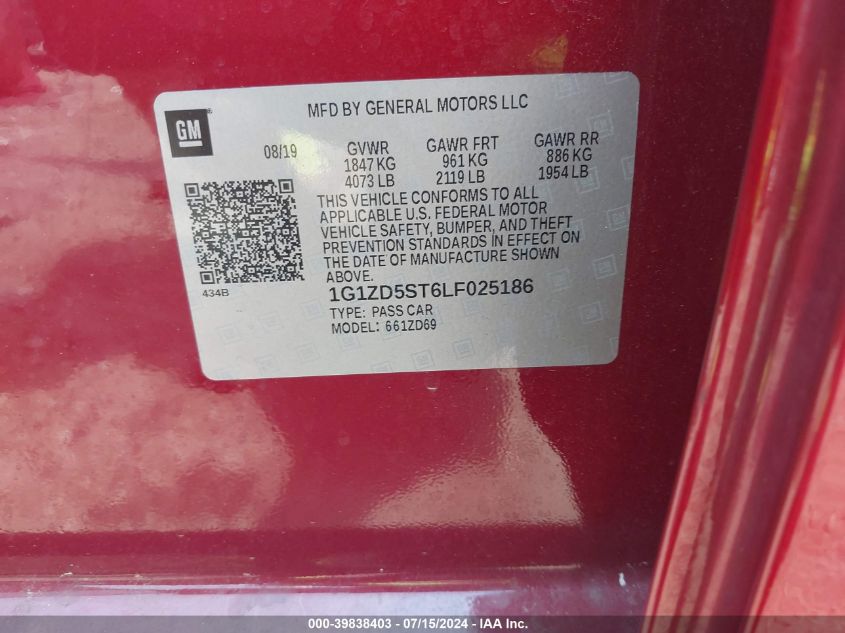 MFD BY GENERAL MOTORS LLC
GM
08/19 GVWR GAWR FRT GAWR RR
1847 KG 961 KG 886 KG
4073 LB 2119 LB 1954 LB
THIS VEHICLE CONFORMS TO ALL
APPLICABLE U.S. FEDERAL MOTOR
VEHICLE SAFETY, BUMPER, AND THEFT
PREVENTION STANDARDS IN EFFECT ON
THE DATE OF MANUFACTURE SHOWN
ABOVE.
434B
1G1ZD5ST6LF025186
TYPE: PASS CAR
MODEL: 661ZD69
000-39838403 - 07/15/2024 - IAA Inc.